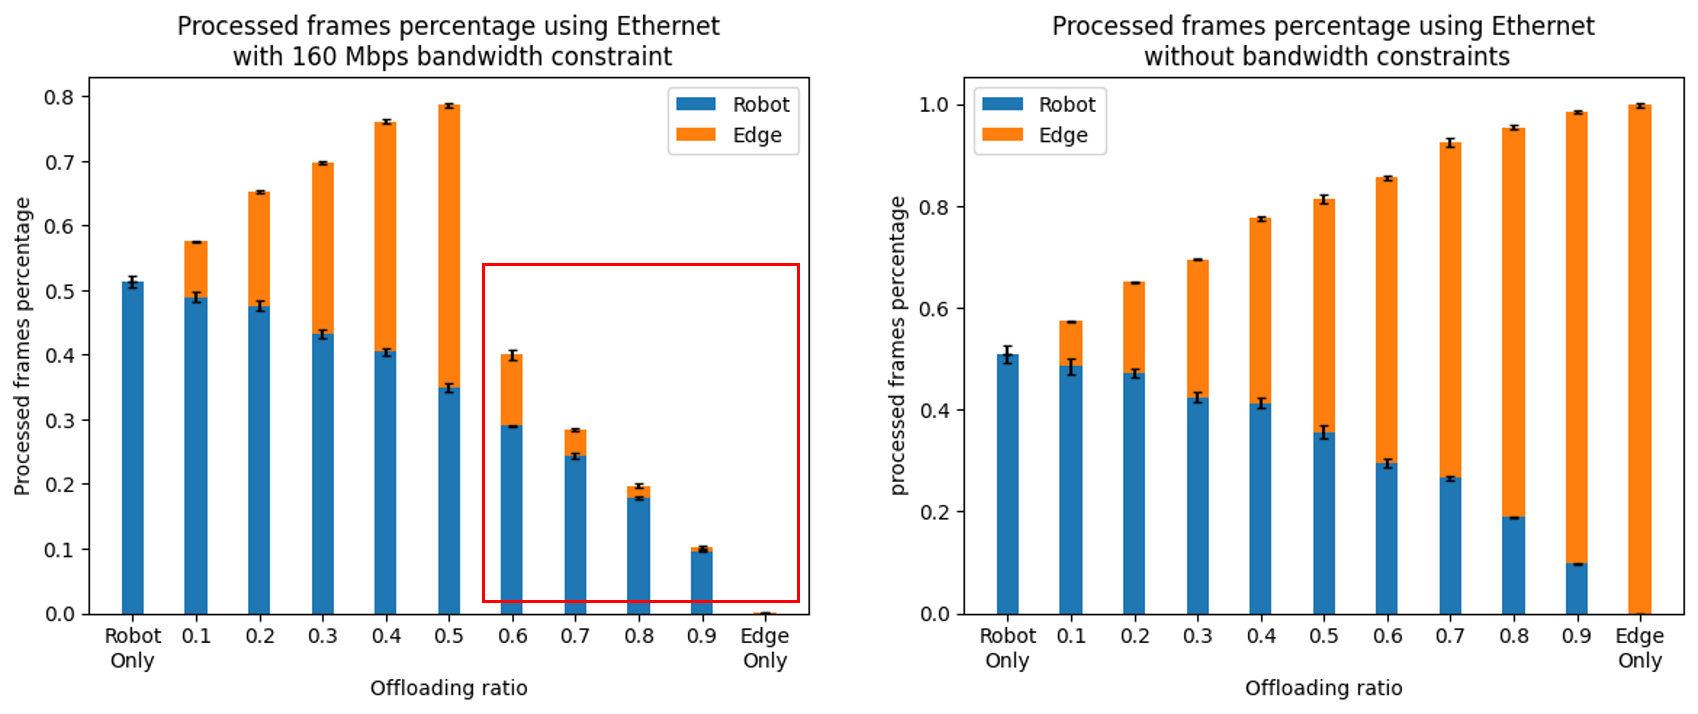 Processed frames percentage using Ethernet
with 160 Mbps bandwidth constraint
Processed frames percentage
0.8
0.7
0.6
0.5
0.4
0.3
0.2
0.1
0.0
Robot
Edge
Robot Only
0.1
0.2
0.3
0.4
0.5
0.6
0.7
0.8
0.9
Edge Only
Offloading ratio
Processed frames percentage using Ethernet
without bandwidth constraints
processed frames percentage
1.0
0.8
0.6
0.4
0.2
0.0
Robot
Edge
Robot Only
0.1
0.2
0.3
0.4
0.5
0.6
0.7
0.8
0.9
Edge Only
Offloading ratio